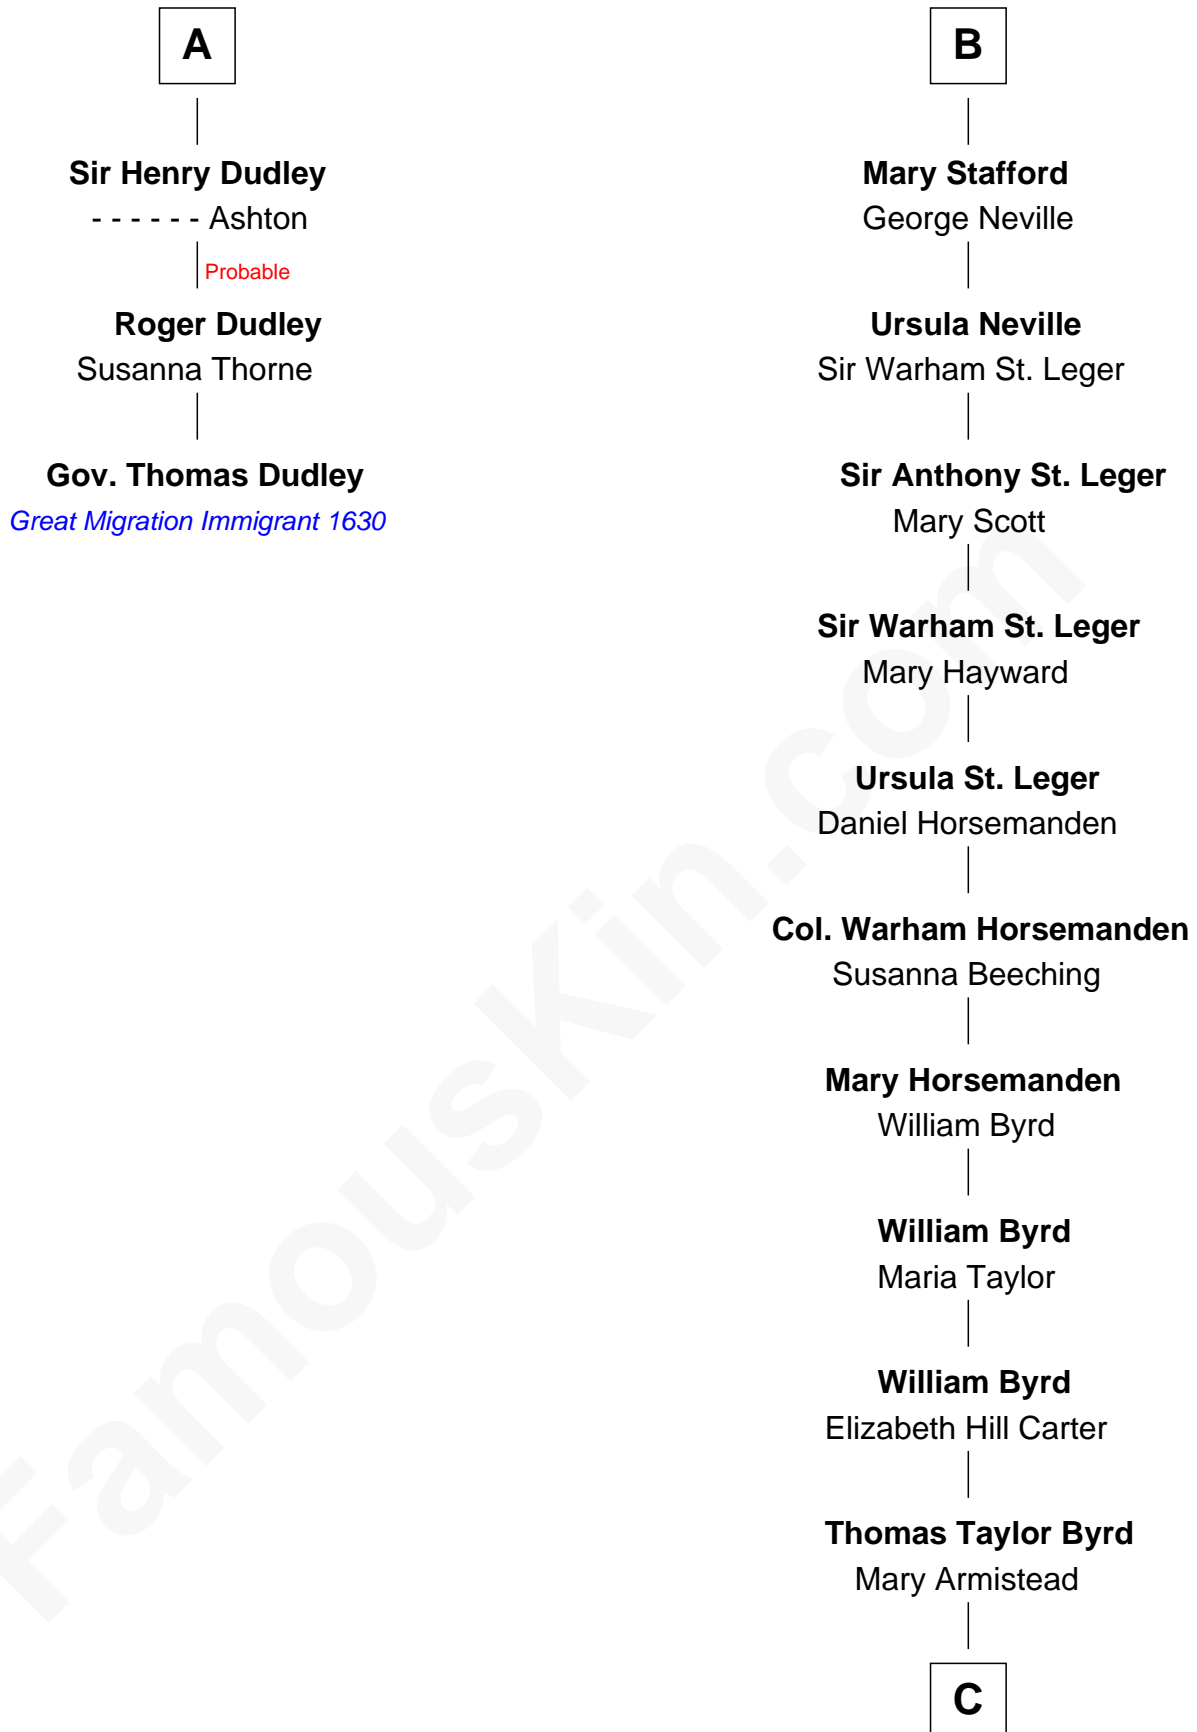 A
Sir Henry Dudley
- - - - - - Ashton
Probable
Roger Dudley
Susanna Thorne
Gov. Thomas Dudley
Great Migration Immigrant 1630
B
Mary Stafford
George Neville
Ursula Neville
Sir Warham St. Leger
Sir Anthony St. Leger
Mary Scott
Sir Warham St. Leger
Mary Hayward
Ursula St. Leger
Daniel Horsemanden
Col. Warham Horsemanden
Susanna Beeching
Mary Horsemanden
William Byrd
William Byrd
Maria Taylor
William Byrd
Elizabeth Hill Carter
Thomas Taylor Byrd
Mary Armistead
C
FamousKin.com